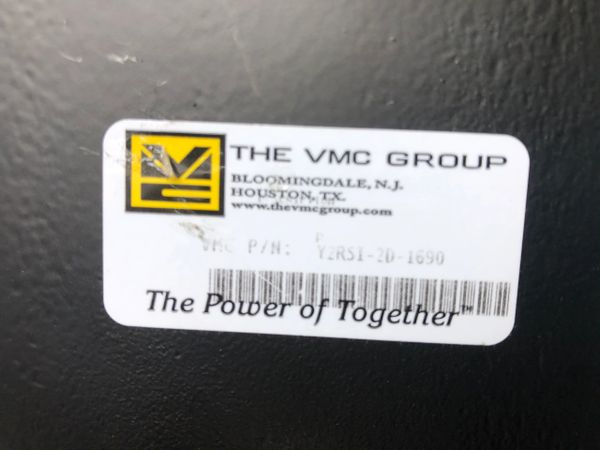 THE VMC GROUP
BLOOMINGDALE, N.J.
HOUSTON, TX.
www.thevmcgroup.com
VMC P/N: Y2RSI-2D-1690
The Power of Together™